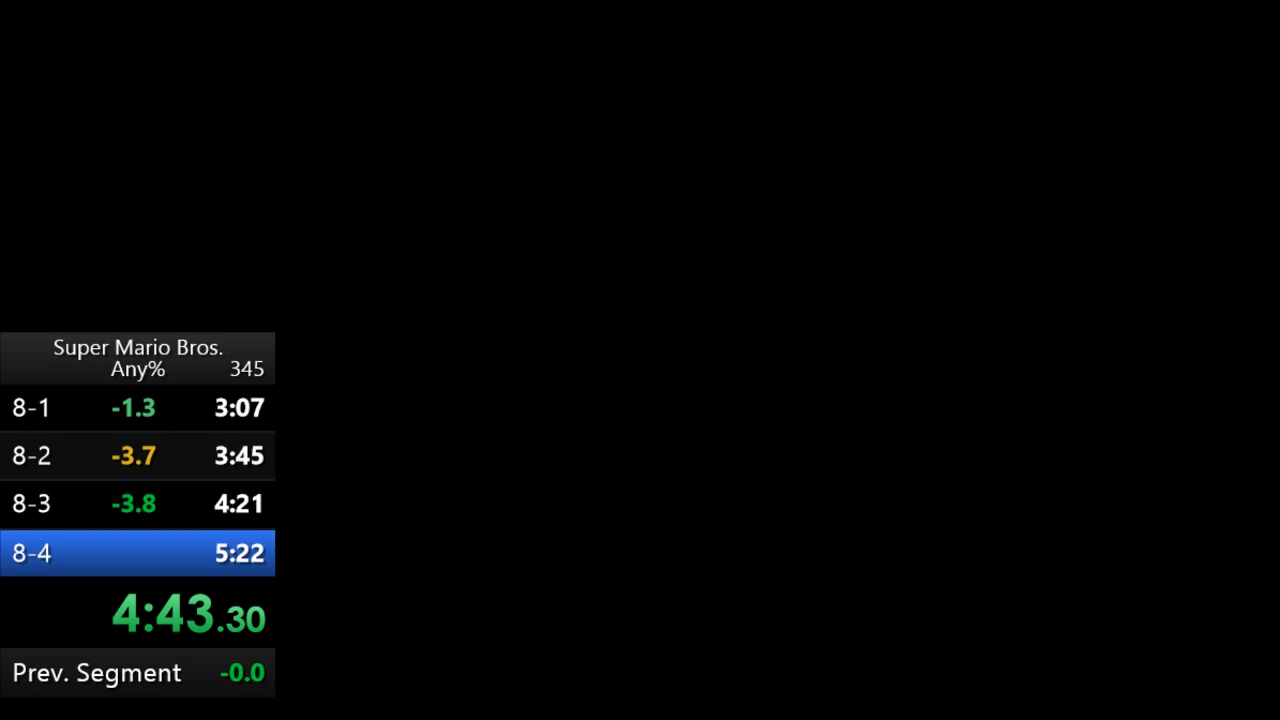 Super Mario Bros.
Any% 345
8-1 -1.3 3:07
8-2 -3.7 3:45
8-3 -3.8 4:21
8-4 5:22
4:43.30
Prev. Segment -0.0